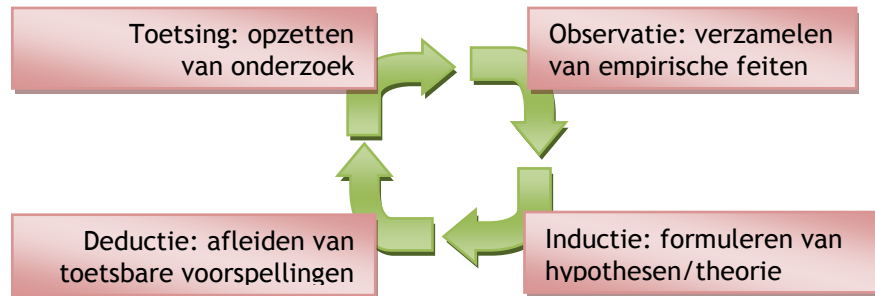 Toetsing: opzetten
van onderzoek
Observatie: verzamelen
van empirische feiten
Deductie: afleiden van
toetsbare voorspellingen
Inductie: formuleren van
hypothesen/theorie